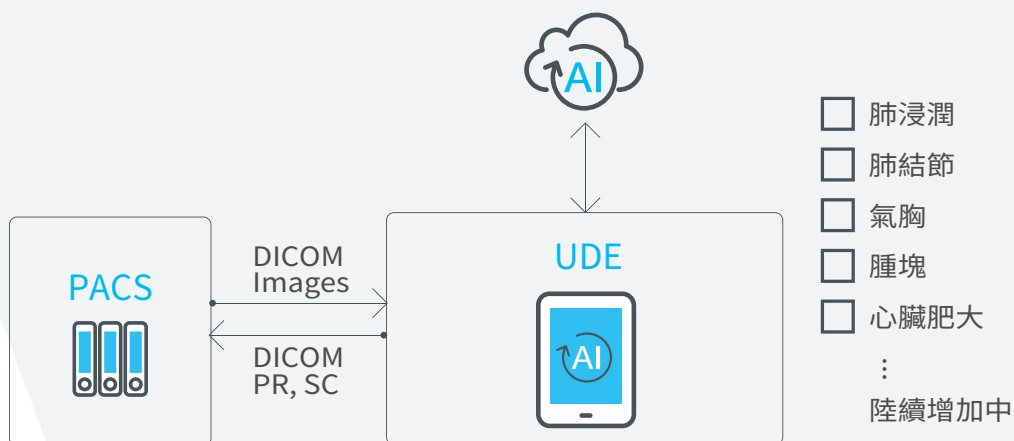 AI
PACS
DICOM
Images
DICOM
PR, SC
UDE
AI
肺浸潤
肺結節
氣胸
腫塊
心臟肥大
⋮
陸續增加中